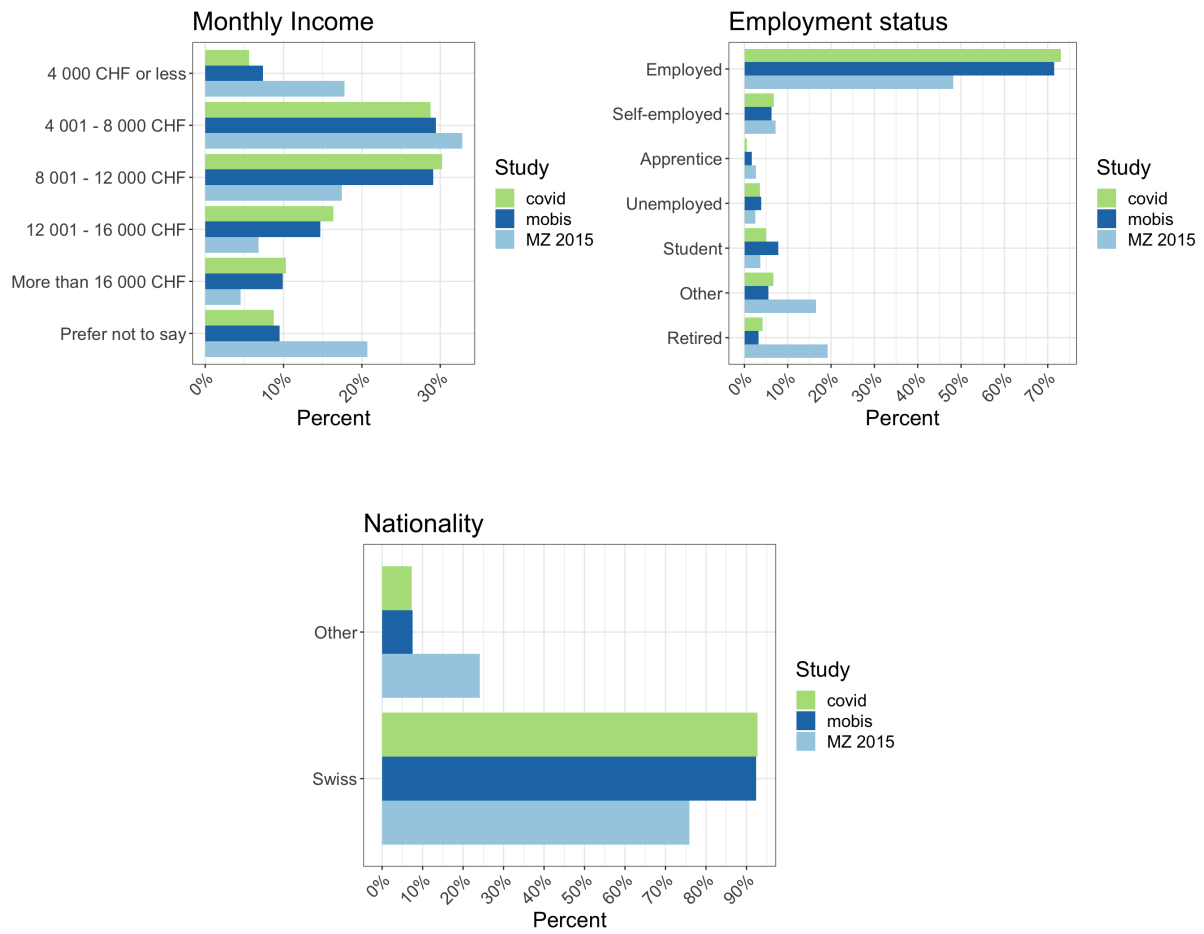 Monthly Income
4 000 CHF or less
4 001 - 8 000 CHF
8 001 - 12 000 CHF
12 001 - 16 000 CHF
More than 16 000 CHF
Prefer not to say
0%
10%
20%
30%
Percent
Study
covid
mobis
MZ 2015
Employment status
Employed
Self-employed
Apprentice
Unemployed
Student
Other
Retired
0%
10%
20%
30%
40%
50%
60%
70%
Percent
Study
covid
mobis
MZ 2015
Nationality
Other
Swiss
0%
10%
20%
30%
40%
50%
60%
70%
80%
90%
Percent
Study
covid
mobis
MZ 2015